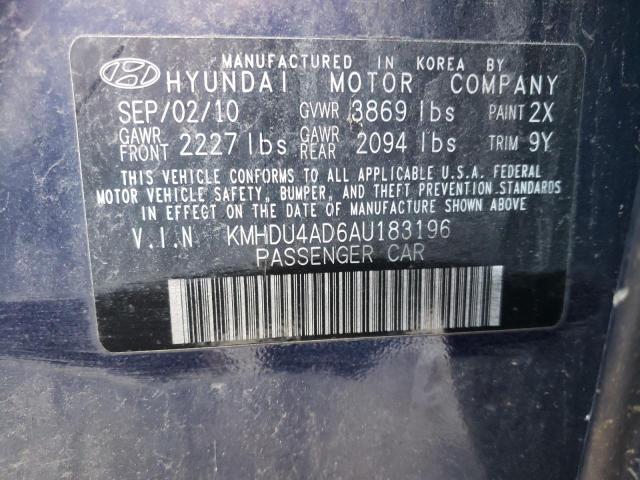 MANUFACTURED IN KOREA BY
HYUNDAI MOTOR COMPANY
SEP/02/10 GVWR 3869 lbs PAINT 2X
GAWR FRONT 2227 lbs GAWR REAR 2094 lbs TRIM 9Y
THIS VEHICLE CONFORMS TO ALL APPLICABLE U.S.A. FEDERAL
MOTOR VEHICLE SAFETY, BUMPER, AND THEFT PREVENTION STANDARDS
IN EFFECT ON THE DATE OF MANUFACTURE SHOWN ABOVE.
V.I.N KMHDU4AD6AU183196
PASSENGER CAR